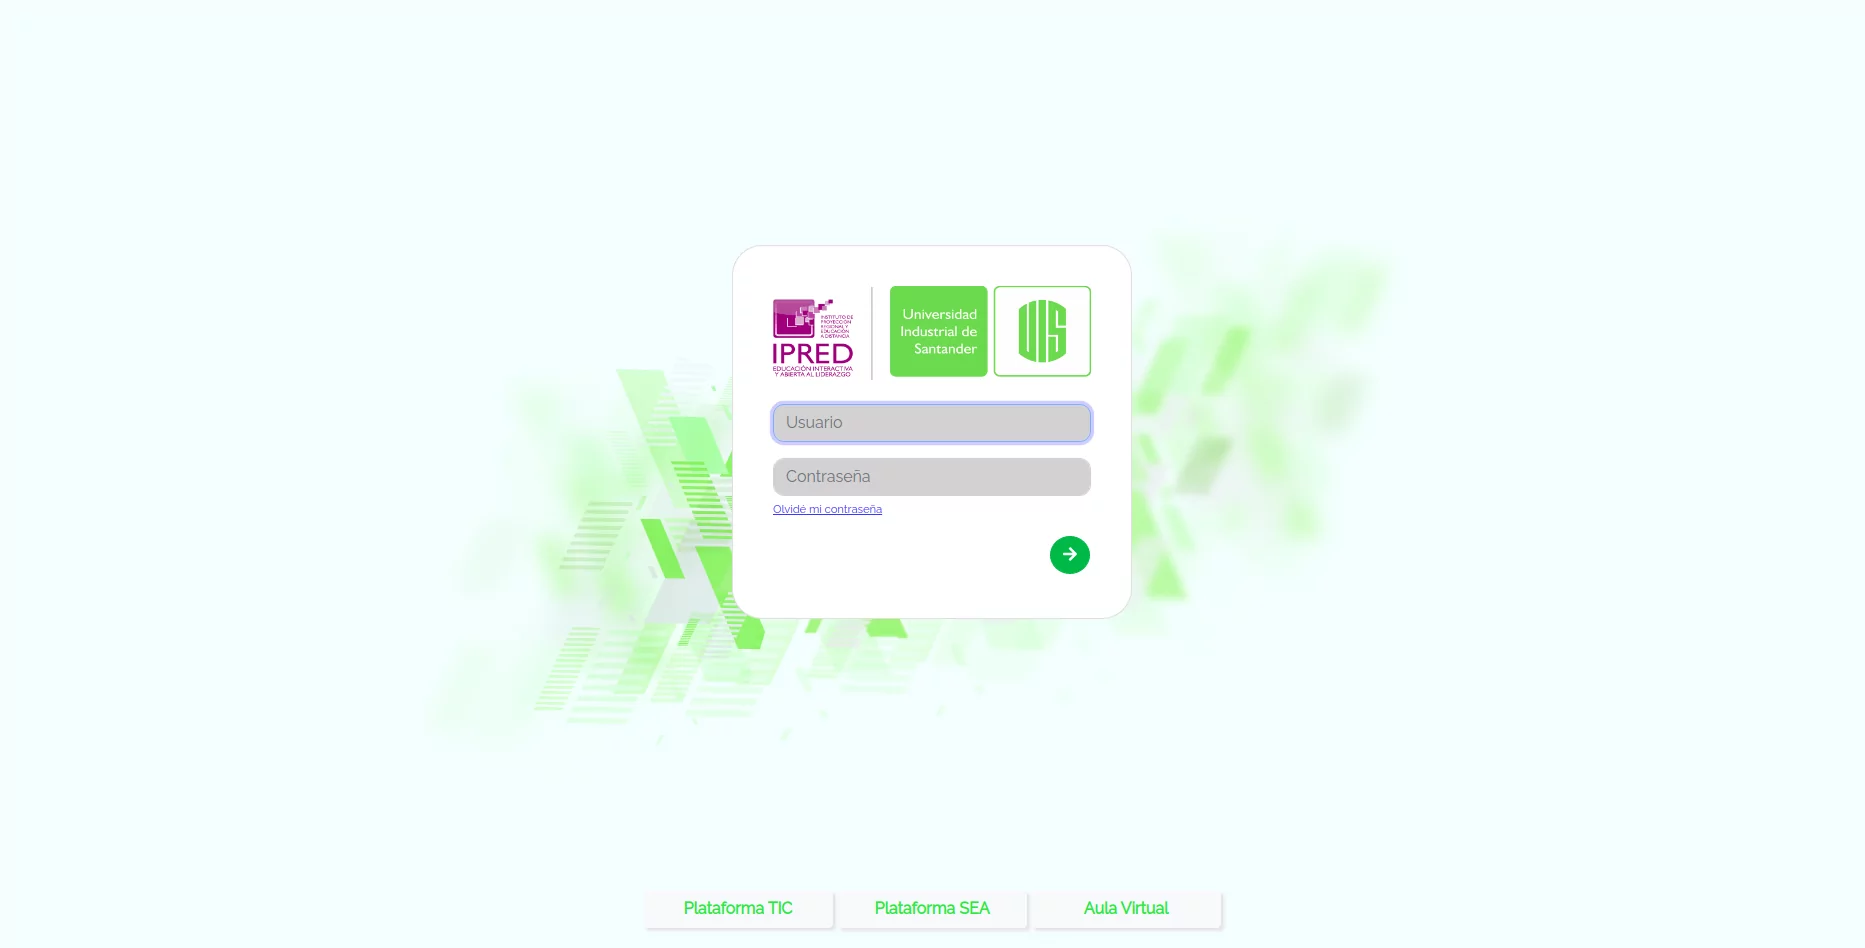 INSTITUTO DE
PROYECCIÓN
REGIONAL Y
EDUCACIÓN
A DISTANCIA
IPRED
EDUCACIÓN INTERACTIVA
Y ABIERTA AL LIDERAZGO
Universidad
Industrial de
Santander
UIS
Usuario
Contraseña
Olvidé mi contraseña
Plataforma TIC
Plataforma SEA
Aula Virtual